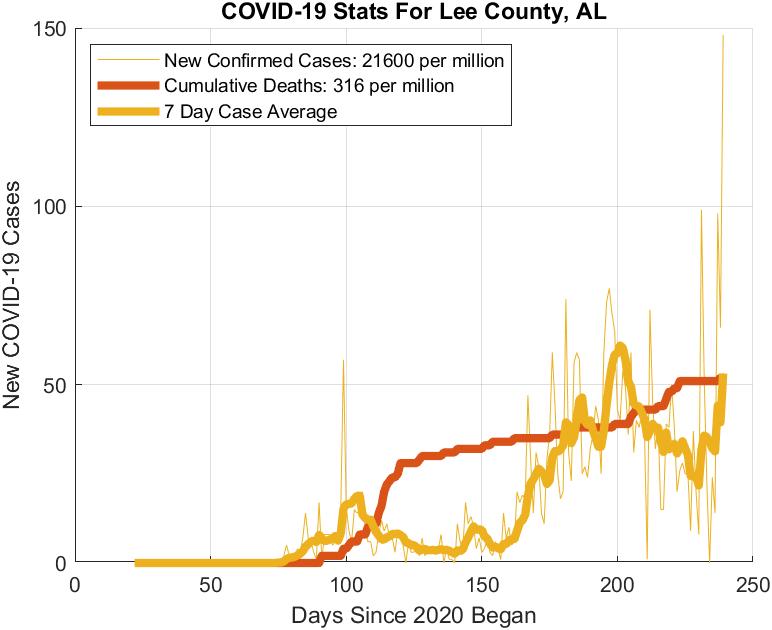 COVID-19 Stats For Lee County, AL
150
New Confirmed Cases: 21600 per million
Cumulative Deaths: 316 per million
7 Day Case Average
100
New COVID-19 Cases
50
0
0
50
100
150
200
250
Days Since 2020 Began